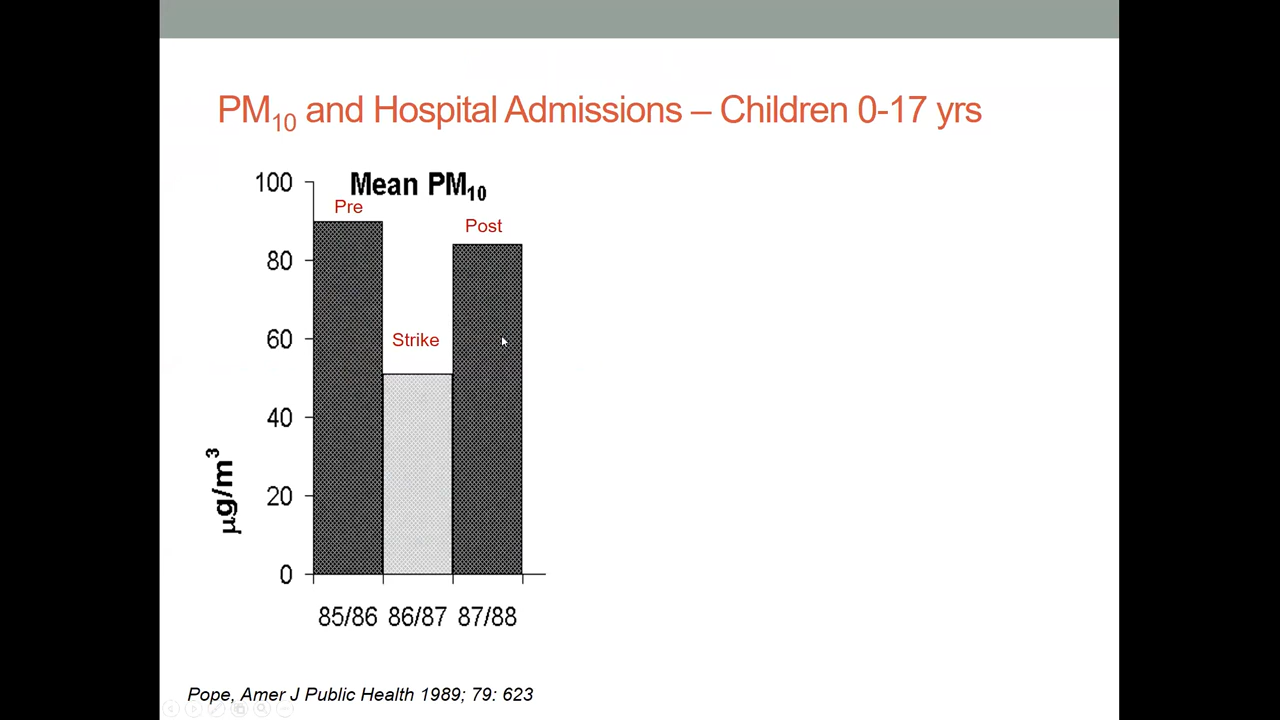 PM10 and Hospital Admissions – Children 0-17 yrs
Mean PM10
100
80
60
40
20
0
Pre
Strike
Post
µg/m³
85/86 86/87 87/88
Pope, Amer J Public Health 1989; 79: 623